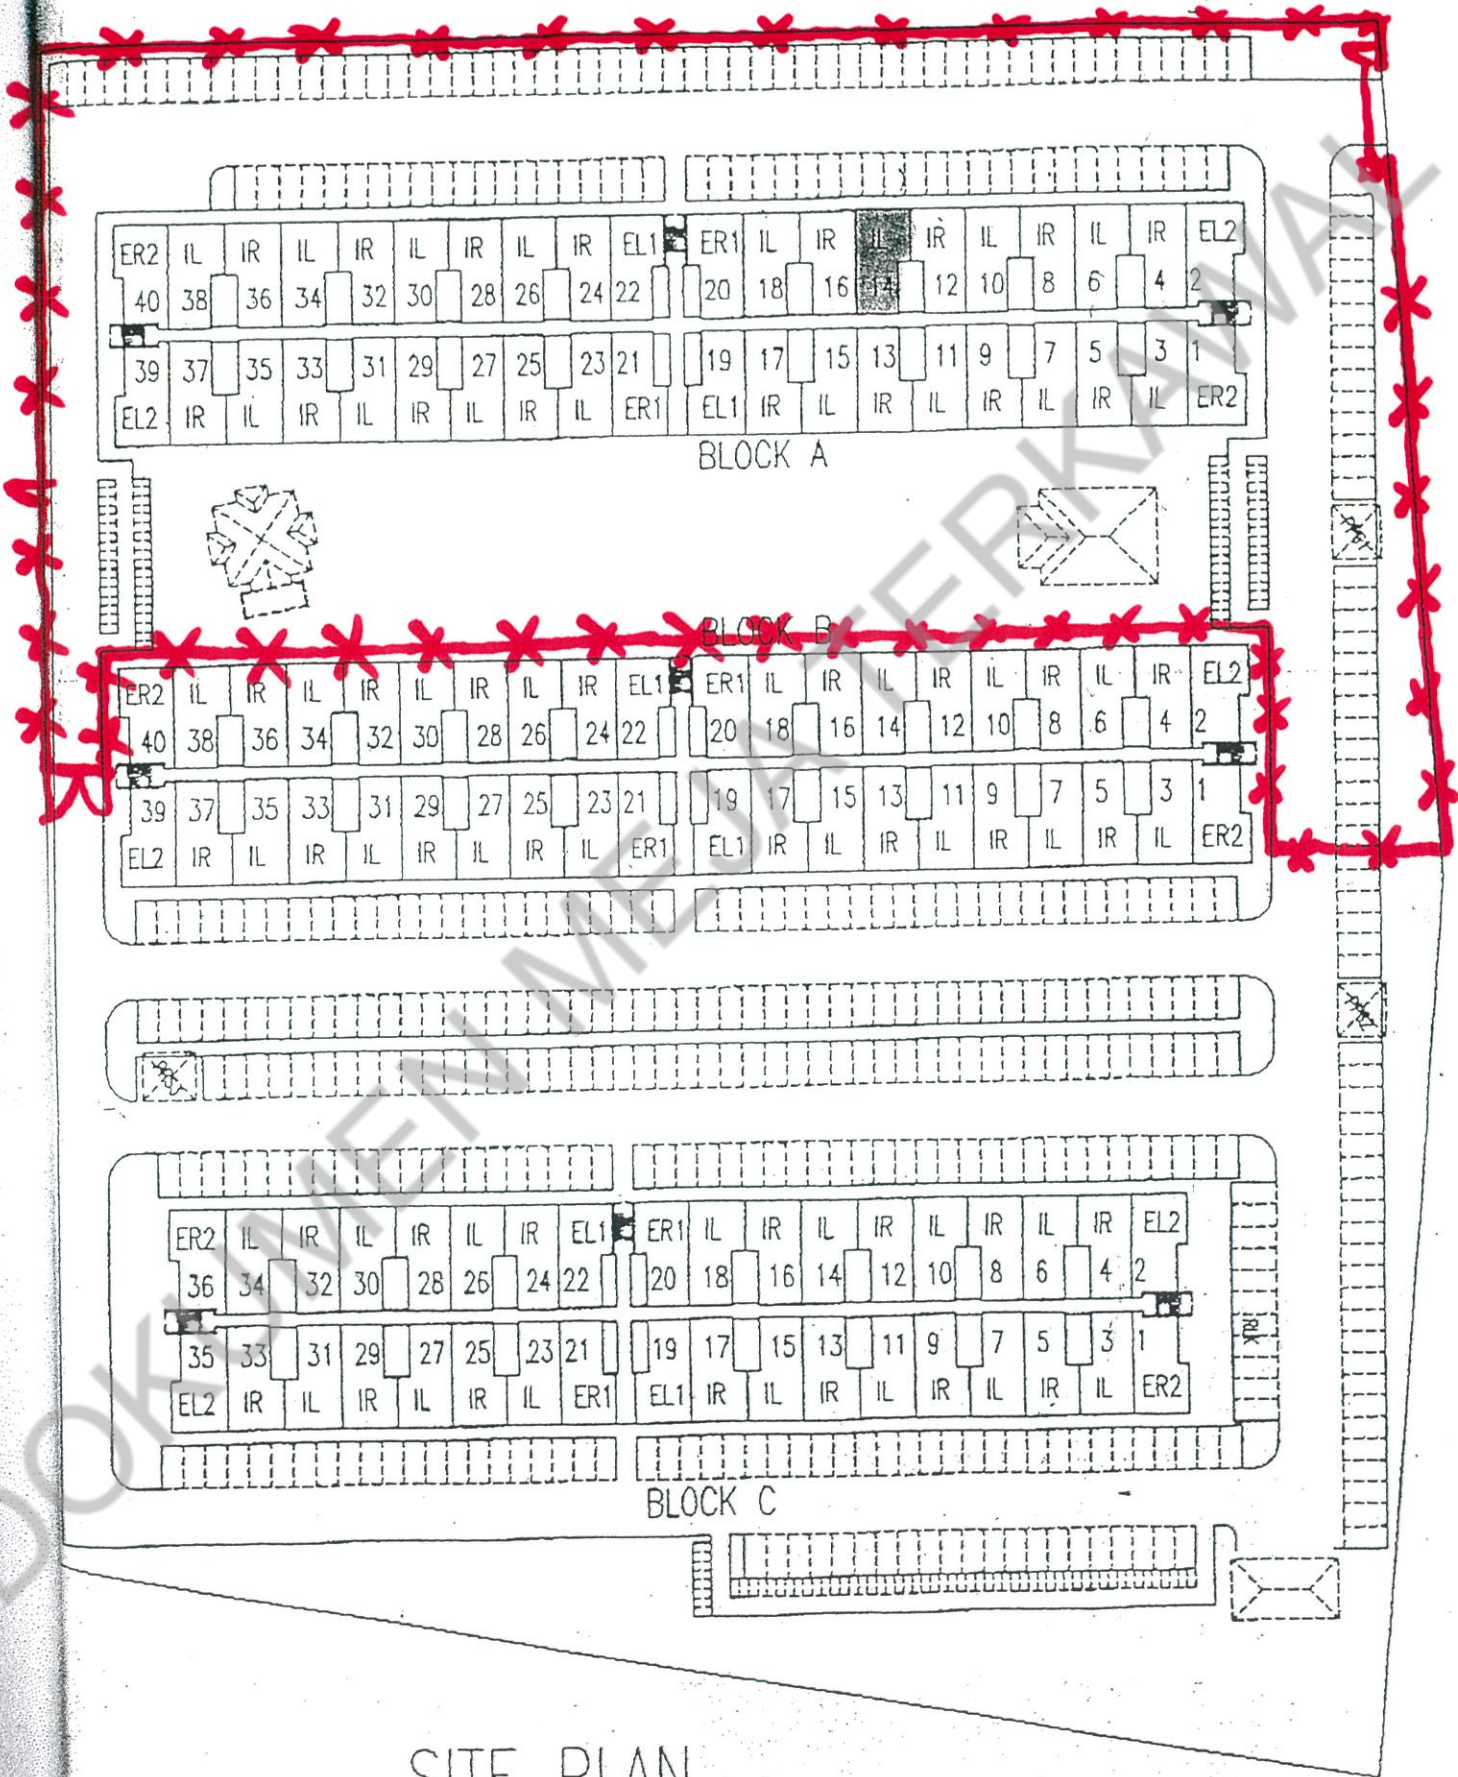 ER2 IL IR IL IR IL IR IL IR EL1 ER1 IL IR IL IR IL IR IL IR EL2
40 38 36 34 32 30 28 26 24 22 20 18 16 14 12 10 8 6 4 2
39 37 35 33 31 29 27 25 23 21 19 17 15 13 11 9 7 5 3 1
EL2 IR IL IR IL IR IL IR IL ER1 EL1 IR IL IR IL IR IL IR IL ER2
BLOCK A
BLOCK B
ER2 IL IR IL IR IL IR IL IR EL1 ER1 IL IR IL IR IL IR IL IR EL2
40 38 36 34 32 30 28 26 24 22 20 18 16 14 12 10 8 6 4 2
39 37 35 33 31 29 27 25 23 21 19 17 15 13 11 9 7 5 3 1
EL2 IR IL IR IL IR IL IR IL ER1 EL1 IR IL IR IL IR IL IR IL ER2
ER2 IL IR IL IR IL IR EL1 ER1 IL IR IL IR IL IR IL IR EL2
36 34 32 30 28 26 24 22 20 18 16 14 12 10 8 6 4 2
35 33 31 29 27 25 23 21 19 17 15 13 11 9 7 5 3 1
EL2 IR IL IR IL IR IL ER1 EL1 IR IL IR IL IR IL IR IL ER2
BLOCK C
SITE PLAN
DOKUMEN MEJA TERKAWAL